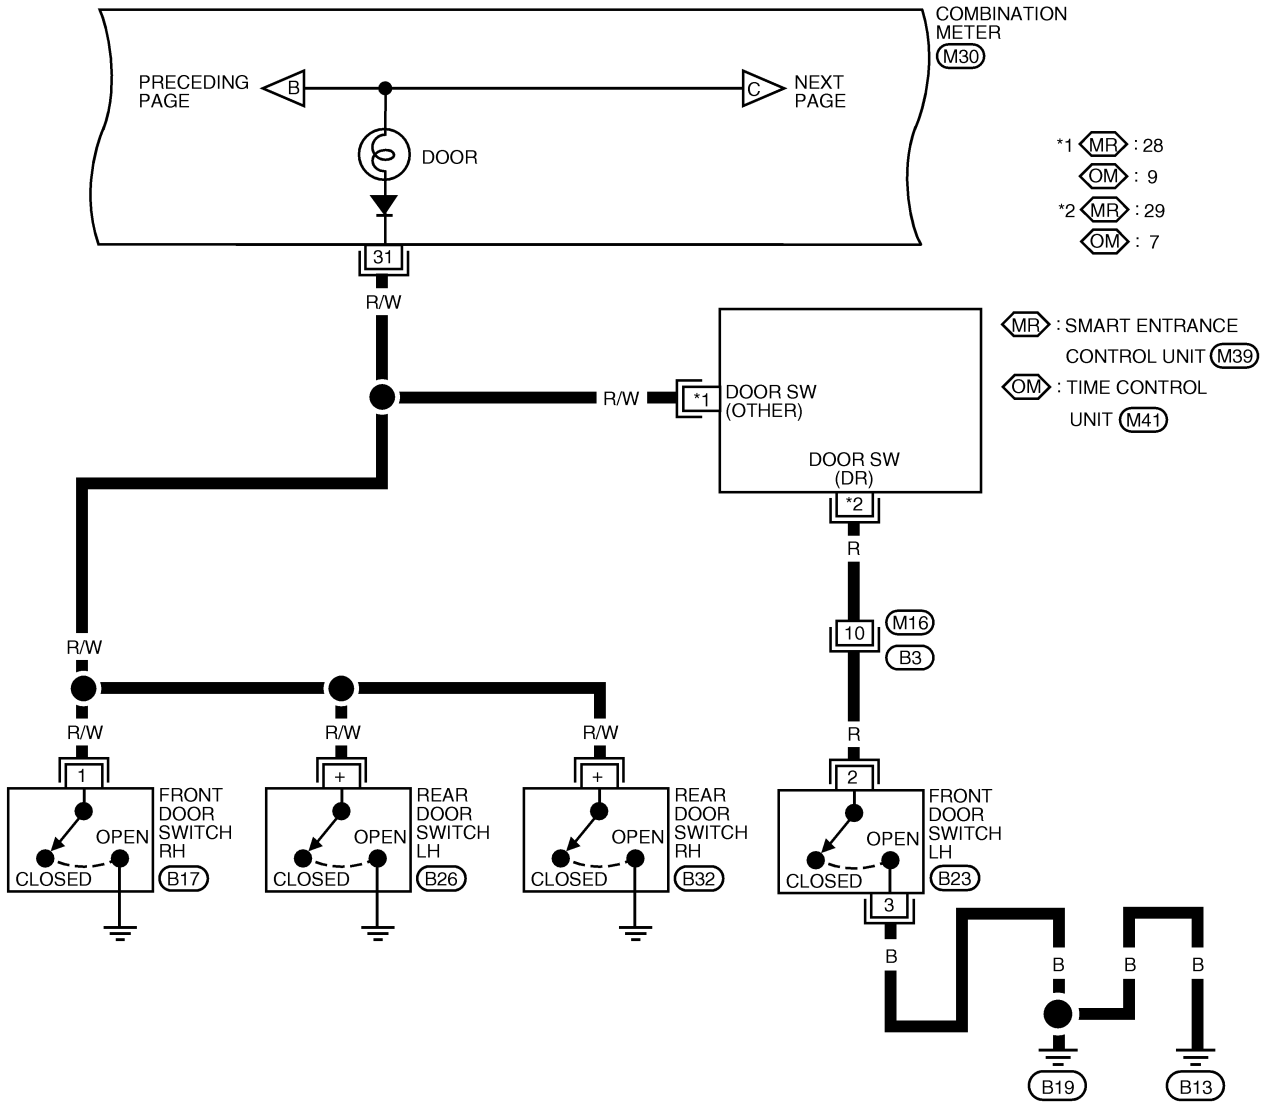 COMBINATION
METER
M30
PRECEDING
PAGE
B
C
NEXT
PAGE
DOOR
*1 MR : 28
OM : 9
*2 MR : 29
OM : 7
31
R/W
MR : SMART ENTRANCE
CONTROL UNIT M39
OM : TIME CONTROL
UNIT M41
R/W
*1
DOOR SW
(OTHER)
DOOR SW
(DR)
*2
R
10
M16
B3
R/W
R
R/W
R/W
R/W
1
+
+
2
FRONT
DOOR
SWITCH
RH
B17
OPEN
CLOSED
REAR
DOOR
SWITCH
LH
B26
OPEN
CLOSED
REAR
DOOR
SWITCH
RH
B32
OPEN
CLOSED
FRONT
DOOR
SWITCH
LH
B23
OPEN
CLOSED
3
B
B
B
B
B19
B13